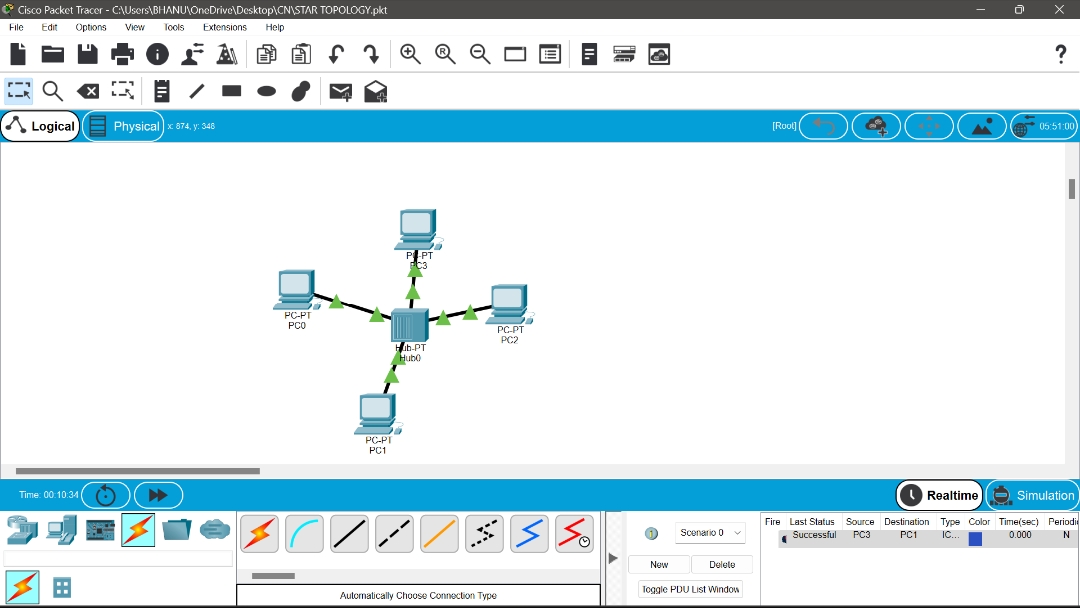 Cisco Packet Tracer - C:\Users\BHANU\OneDrive\Desktop\CN\STAR TOPOLOGY.pkt
File Edit Options View Tools Extensions Help
Logical Physical x: 874, y: 348 [Root] 05:51:00
PC-PT
PC3
PC-PT
PC0
PC-PT
PC2
Hub-PT
Hub0
PC-PT
PC1
Time: 00:10:34 Realtime Simulation
Scenario 0
New Delete
Toggle PDU List Window
Fire Last Status Source Destination Type Color Time(sec) Periodi
Successful PC3 PC1 IC... 0.000 N
Automatically Choose Connection Type